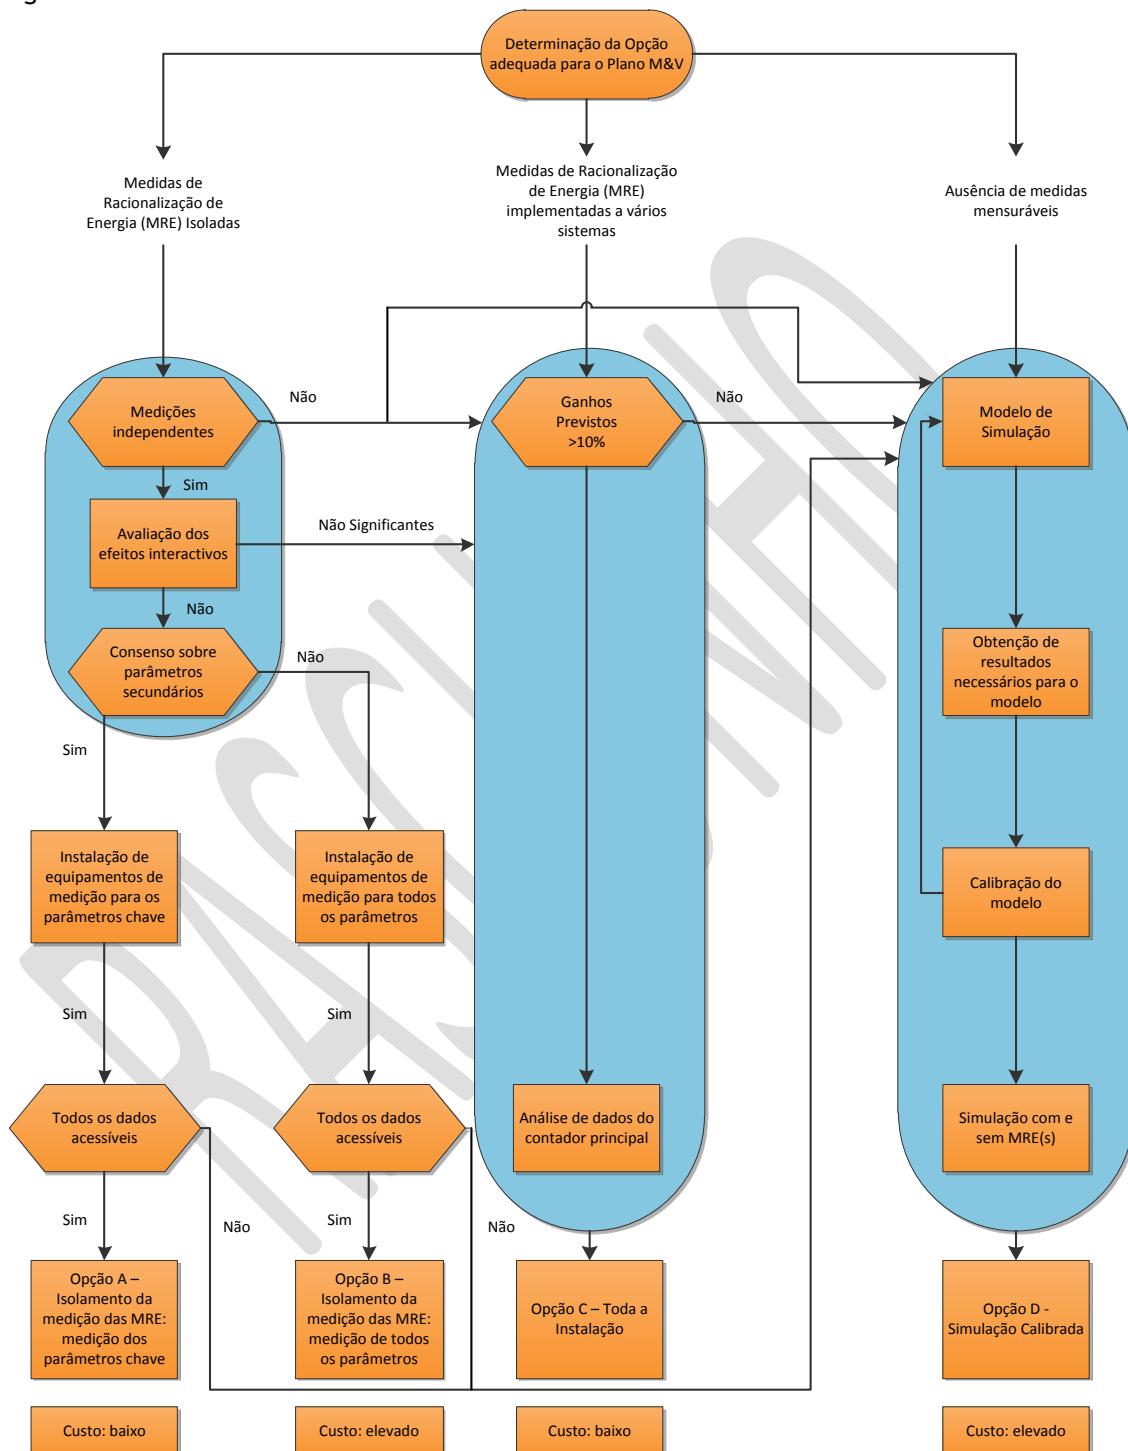 Determinação da Opção
adequada para o Plano M&V
Medidas de
Racionalização de
Energia (MRE) Isoladas
Medidas de Racionalização
de Energia (MRE)
implementadas a vários
sistemas
Ausência de medidas
mensuráveis
Medições
independentes
Não
Ganhos
Previstos
>10%
Não
Modelo de
Simulação
Sim
Avaliação dos
efeitos interactivos
Não Significantes
Não
Consenso sobre
parâmetros
secundários
Não
Obtenção de
resultados
necessários para o
modelo
Sim
Instalação de
equipamentos de
medição para os
parâmetros chave
Instalação de
equipamentos de
medição para todos
os parâmetros
Calibração do
modelo
Sim
Sim
Todos os dados
acessíveis
Todos os dados
acessíveis
Análise de dados do
contador principal
Simulação com e
sem MRE(s)
Sim
Não
Sim
Não
Opção A –
Isolamento da
medição das MRE:
medição dos
parâmetros chave
Opção B –
Isolamento da
medição das MRE:
medição de todos
os parâmetros
Opção C – Toda a
Instalação
Opção D -
Simulação Calibrada
Custo: baixo
Custo: elevado
Custo: baixo
Custo: elevado
RASCUNHO